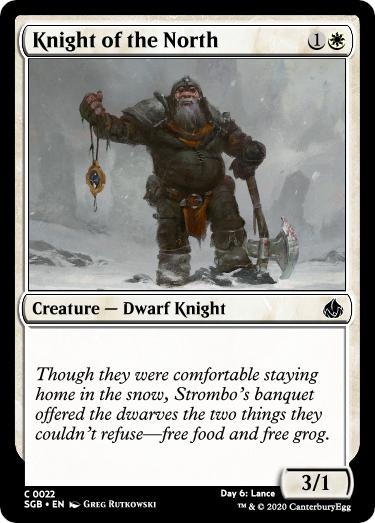 Knight of the North 1
Creature — Dwarf Knight
Though they were comfortable staying
home in the snow, Strombo's banquet
offered the dwarves the two things they
couldn't refuse—free food and free grog.
3/1
C 0022 Day 6: Lance
SGB • EN Greg Rutkowski ™ & © 2020 CanterburyEgg